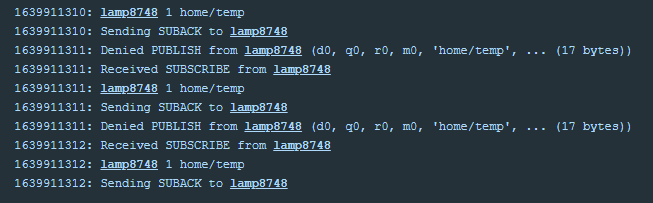 1639911310: lamp8748 1 home/temp
1639911310: Sending SUBACK to lamp8748
1639911311: Denied PUBLISH from lamp8748 (d0, q0, r0, m0, 'home/temp', ... (17 bytes))
1639911311: Received SUBSCRIBE from lamp8748
1639911311: lamp8748 1 home/temp
1639911311: Sending SUBACK to lamp8748
1639911311: Denied PUBLISH from lamp8748 (d0, q0, r0, m0, 'home/temp', ... (17 bytes))
1639911312: Received SUBSCRIBE from lamp8748
1639911312: lamp8748 1 home/temp
1639911312: Sending SUBACK to lamp8748